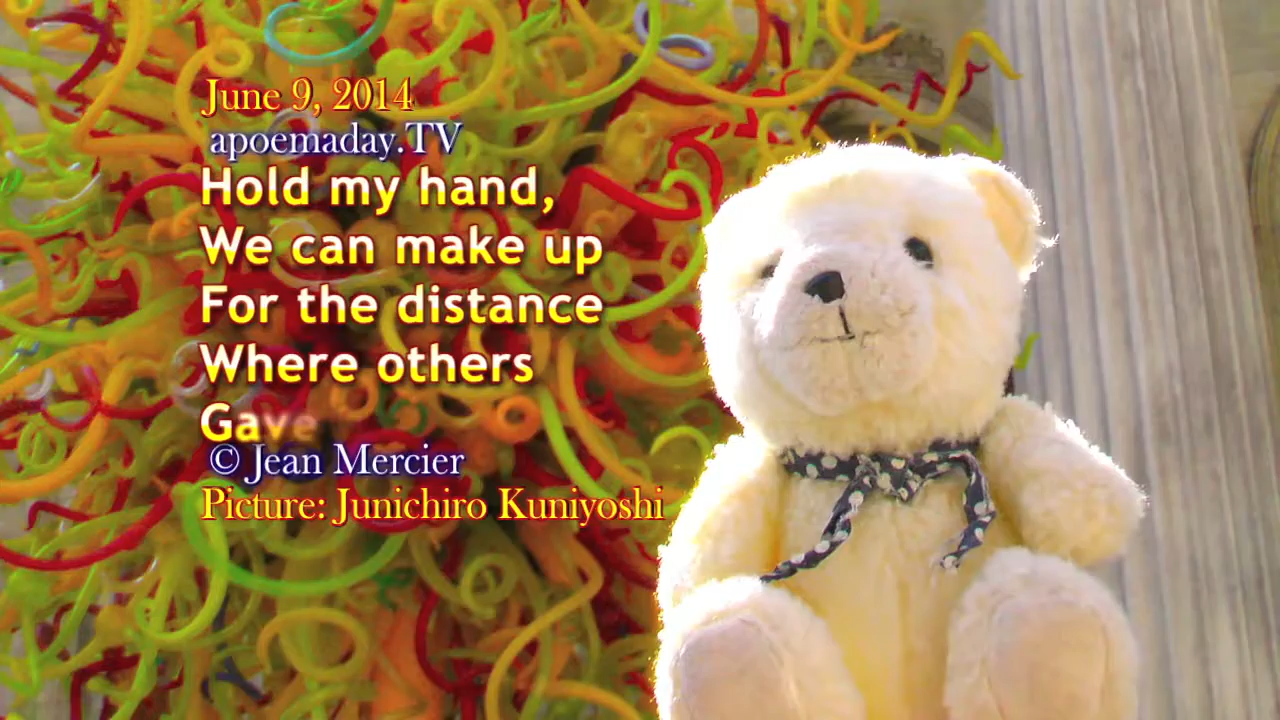 June 9, 2014
apoemaday.TV
Hold my hand,
We can make up
For the distance
Where others
Gave
© Jean Mercier
Picture: Junichiro Kuniyoshi